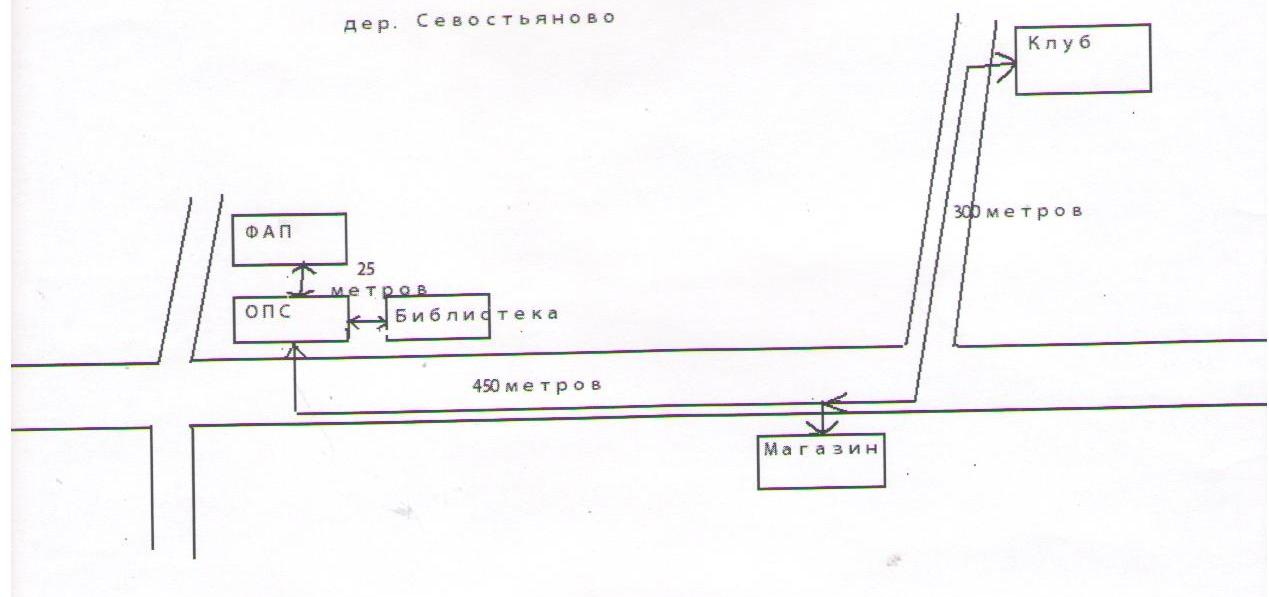 дер. Севостьяново
Клуб
300 метров
ФАП
25
метров
ОПС
Библиотека
450 метров
Магазин